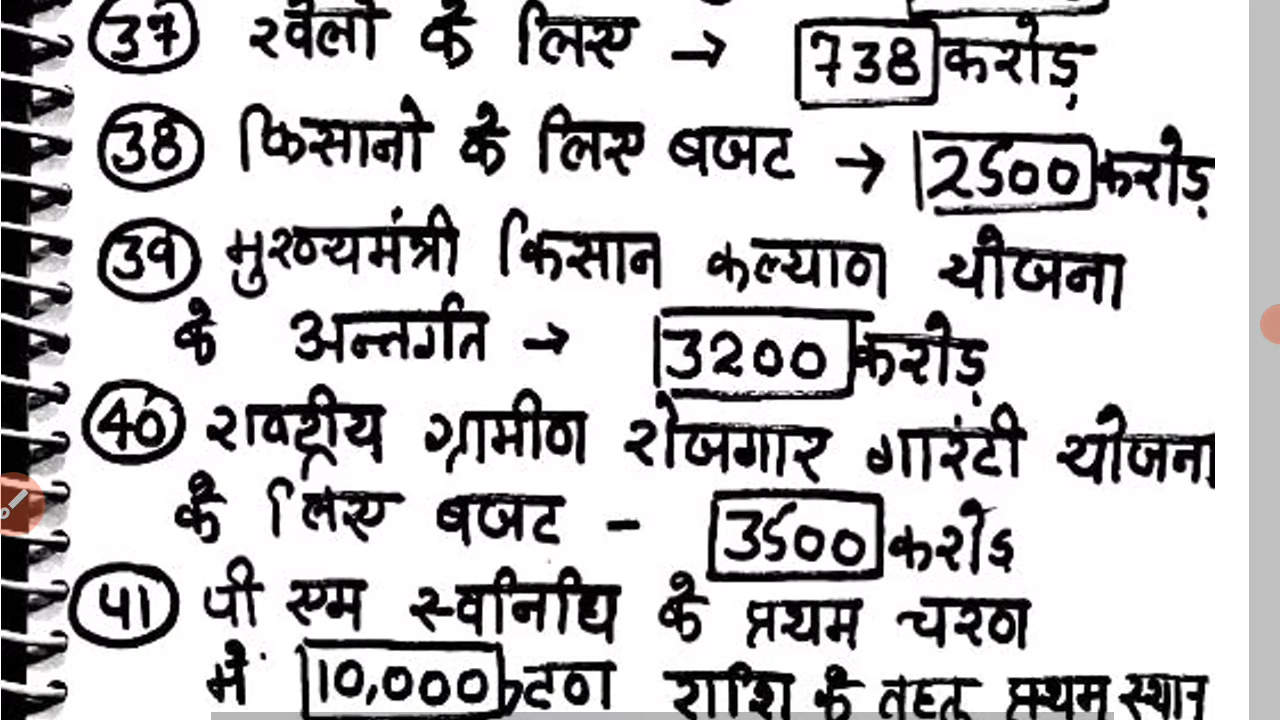 37 खेलो के लिए → 738 करोड़
38 किसानो के लिए बजट → 2500 करोड़
39 मुख्यमंत्री किसान कल्याण योजना
के अन्तर्गत → 3200 करोड़
40 राष्ट्रीय ग्रामीण रोजगार गारंटी योजना
के लिए बजट - 3500 करोड़
41 पी एम स्वनिधि के प्रथम चरण
में 10,000 ऋण राशि के तहत प्रथम स्थान